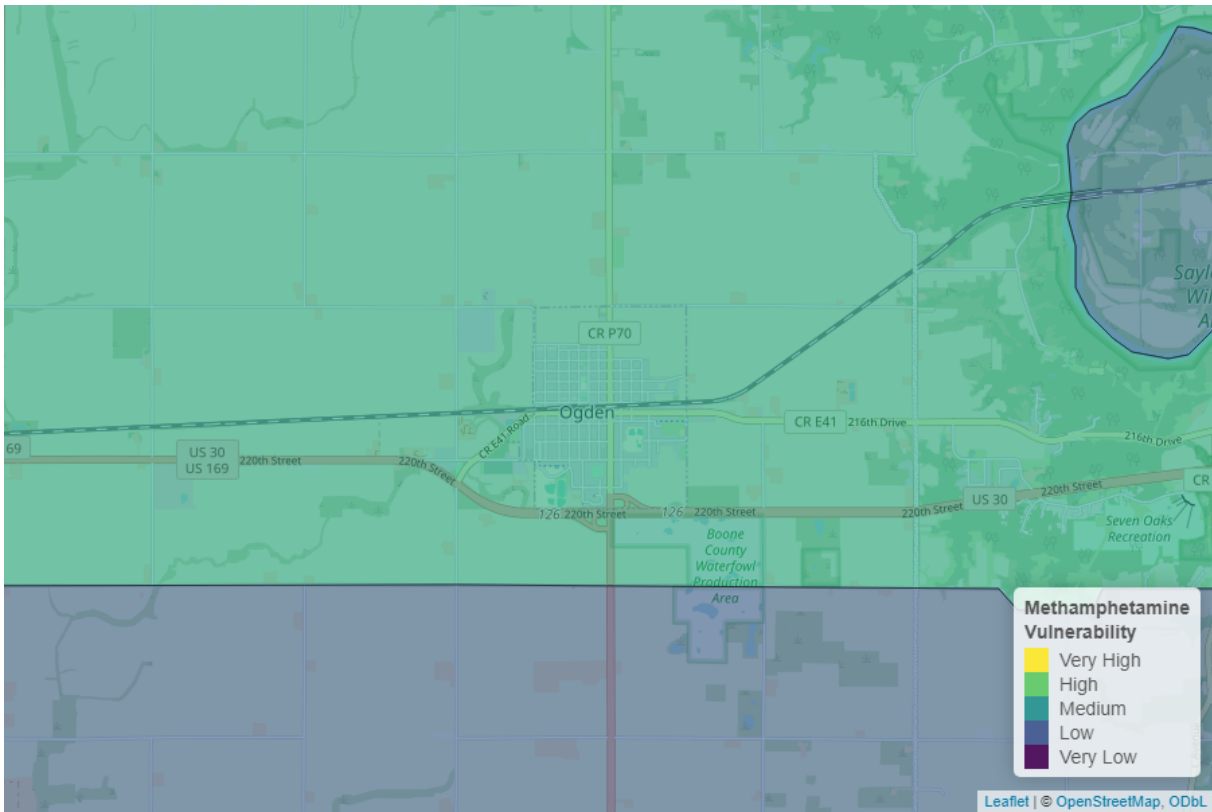 CR P70
Ogden
CR E41 Road
CR E41
216th Drive
216th Drive
69
US 30
US 169
220th Street
220th Street
126
220th Street
126
220th Street
220th Street
US 30
220th Street
CR
Sayl
Wil
A
Seven Oaks
Recreation
Boone
County
Waterfowl
Production
Area
Methamphetamine
Vulnerability
Very High
High
Medium
Low
Very Low
Leaflet | © OpenStreetMap, ODbL